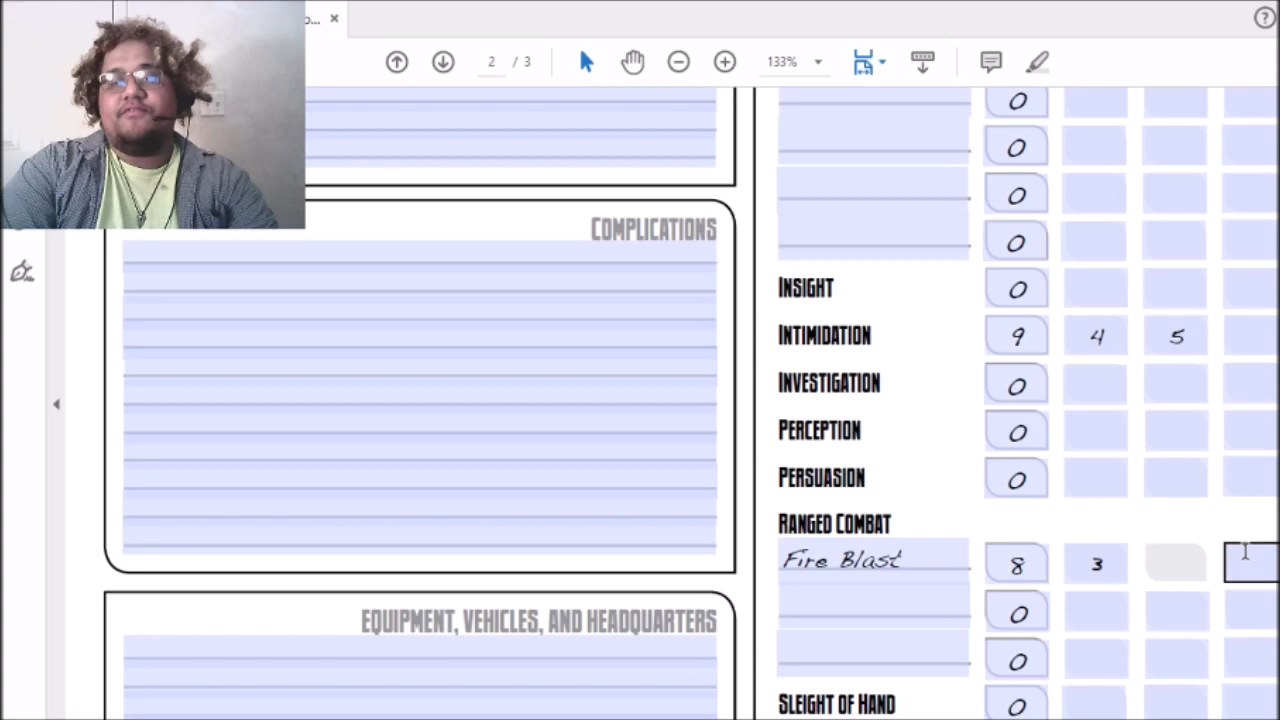 o... ×
2 / 3 133%
0
0
0
0
COMPLICATIONS
INSIGHT 0
INTIMIDATION 9 4 5
INVESTIGATION 0
PERCEPTION 0
PERSUASION 0
RANGED COMBAT
Fire Blast 8 3
0
0
EQUIPMENT, VEHICLES, AND HEADQUARTERS
SLEIGHT OF HAND 0